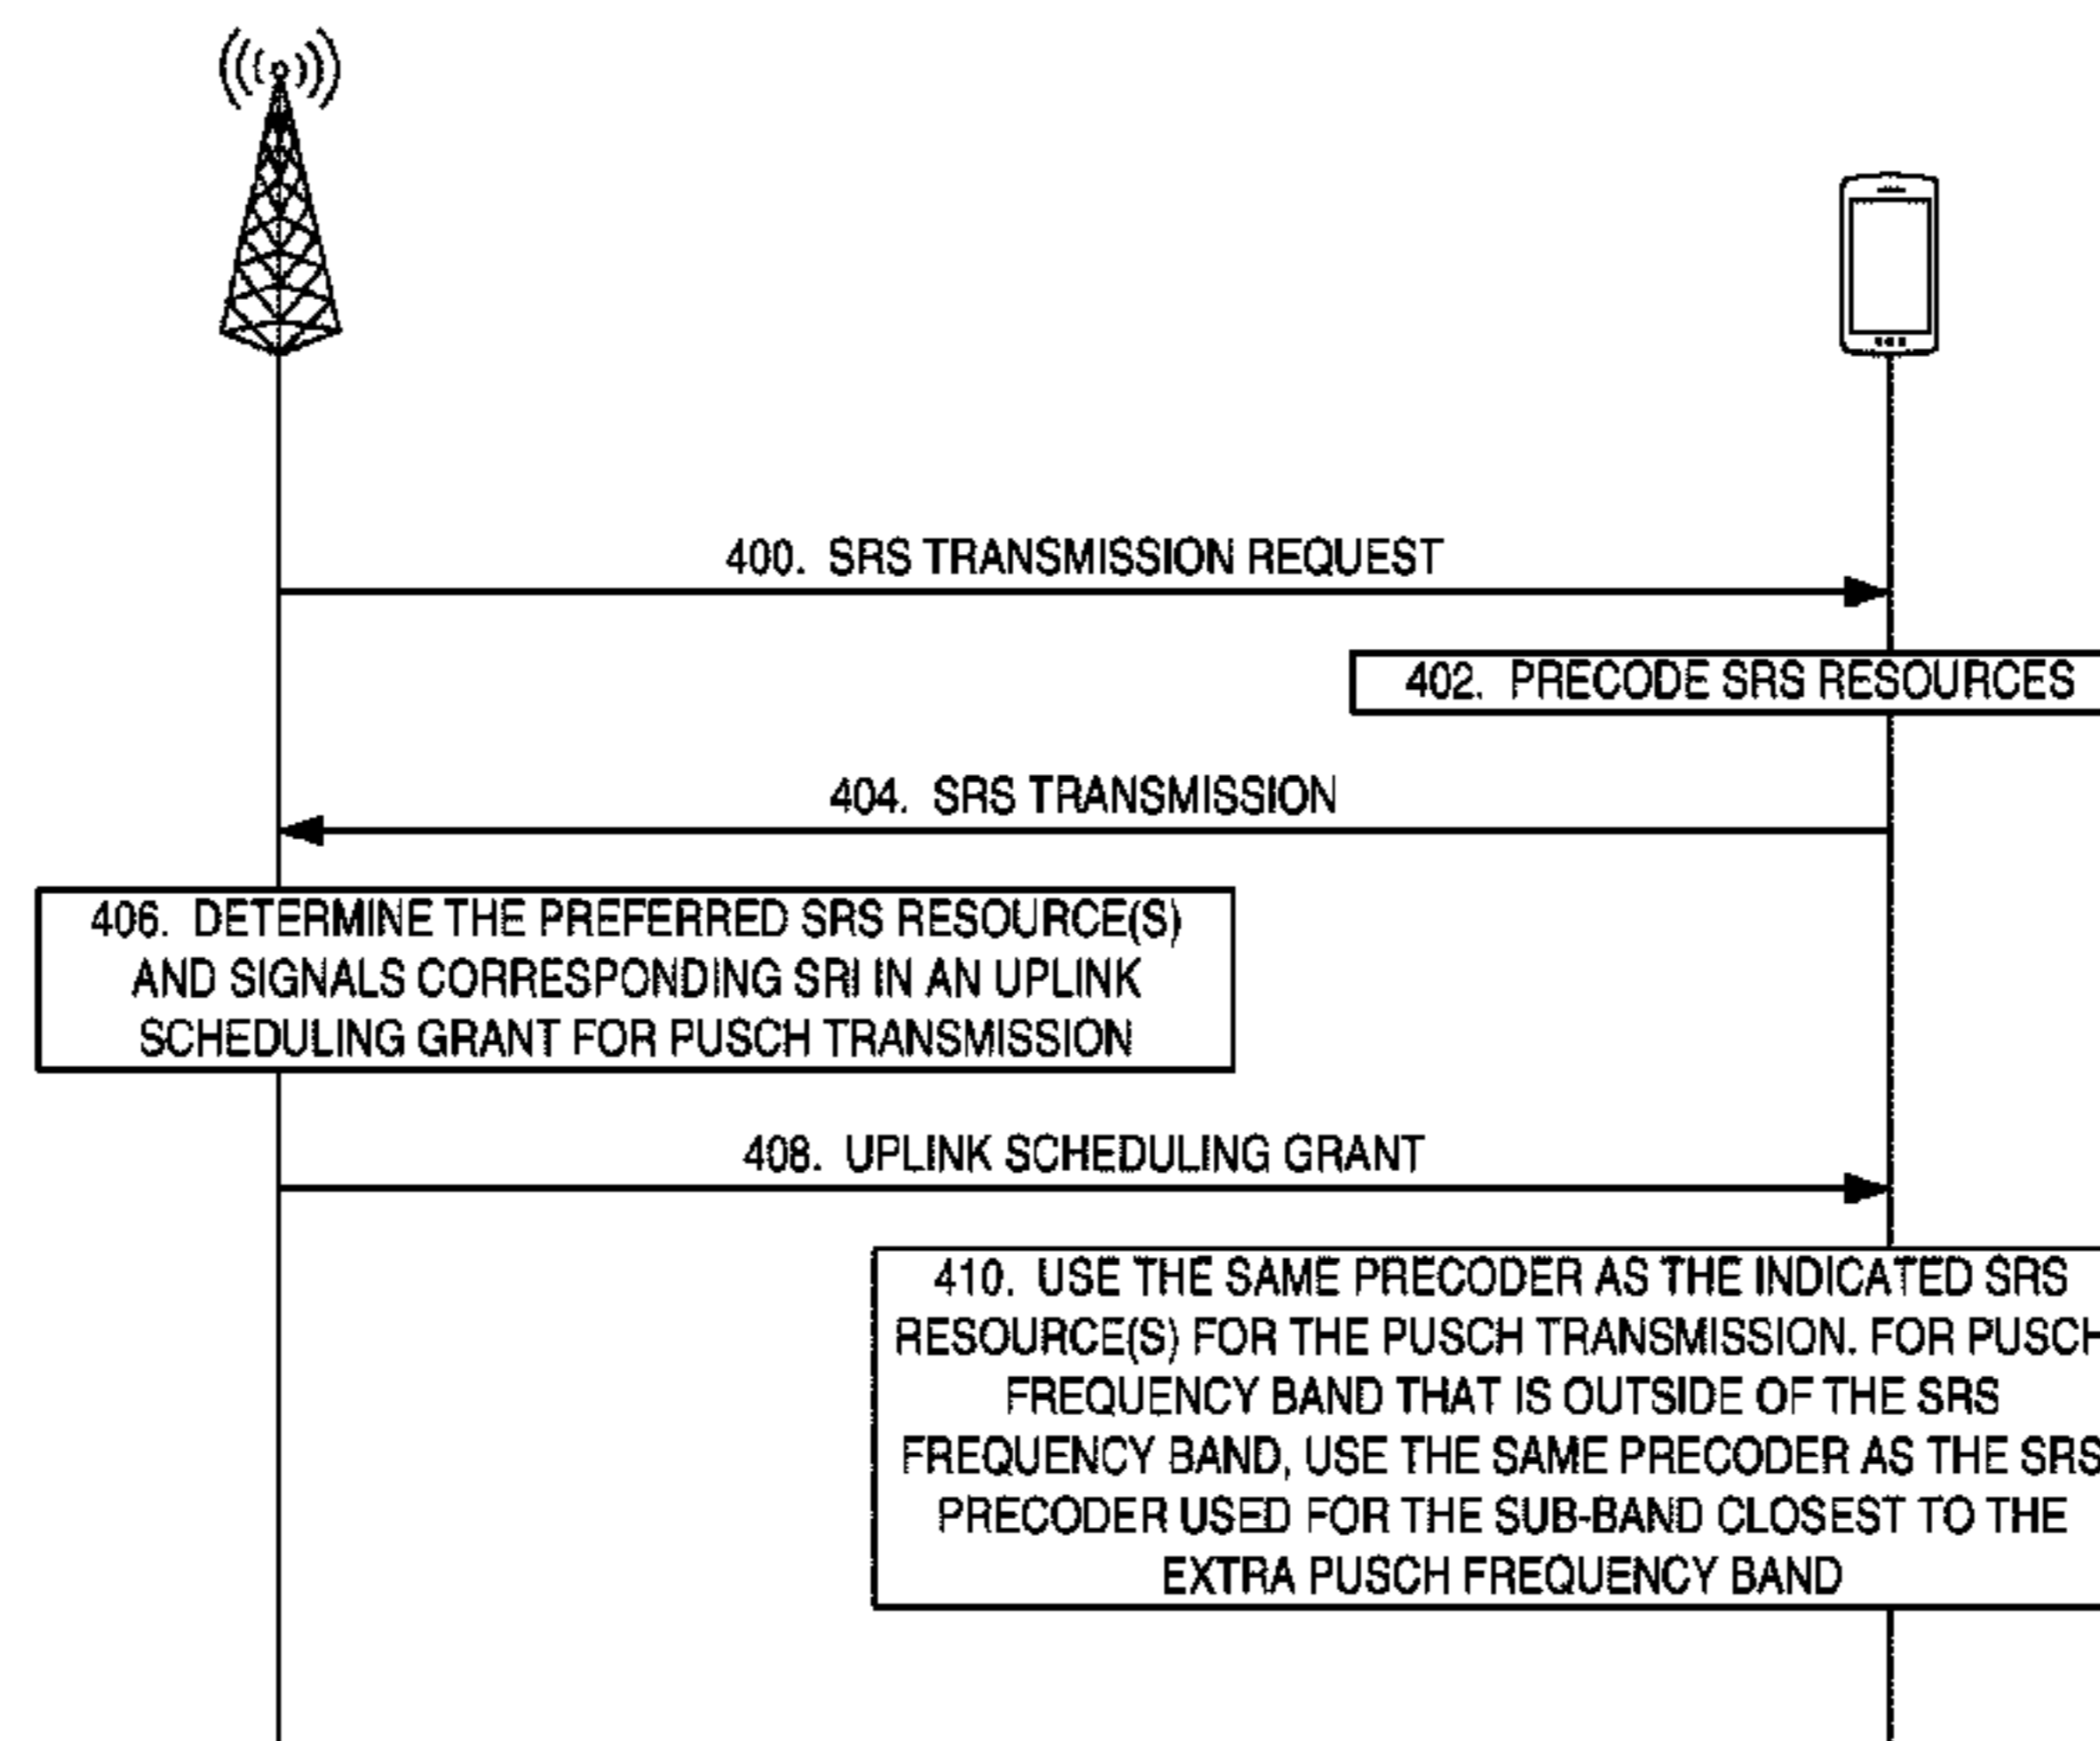 400. SRS TRANSMISSION REQUEST
402. PRECODE SRS RESOURCES
404. SRS TRANSMISSION
406. DETERMINE THE PREFERRED SRS RESOURCE(S)
AND SIGNALS CORRESPONDING SRI IN AN UPLINK
SCHEDULING GRANT FOR PUSCH TRANSMISSION
408. UPLINK SCHEDULING GRANT
410. USE THE SAME PRECODER AS THE INDICATED SRS
RESOURCE(S) FOR THE PUSCH TRANSMISSION. FOR PUSCH
FREQUENCY BAND THAT IS OUTSIDE OF THE SRS
FREQUENCY BAND, USE THE SAME PRECODER AS THE SRS
PRECODER USED FOR THE SUB-BAND CLOSEST TO THE
EXTRA PUSCH FREQUENCY BAND